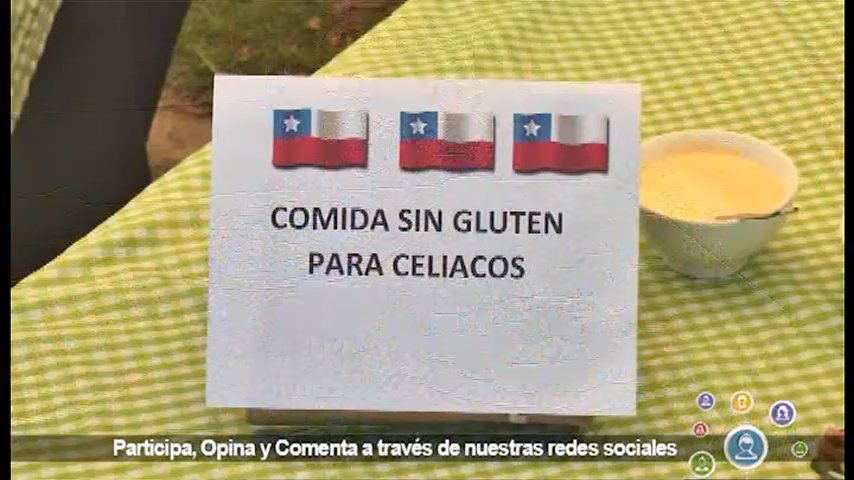 COMIDA SIN GLUTEN
PARA CELIACOS
Participa, Opina y Comenta a través de nuestras redes sociales